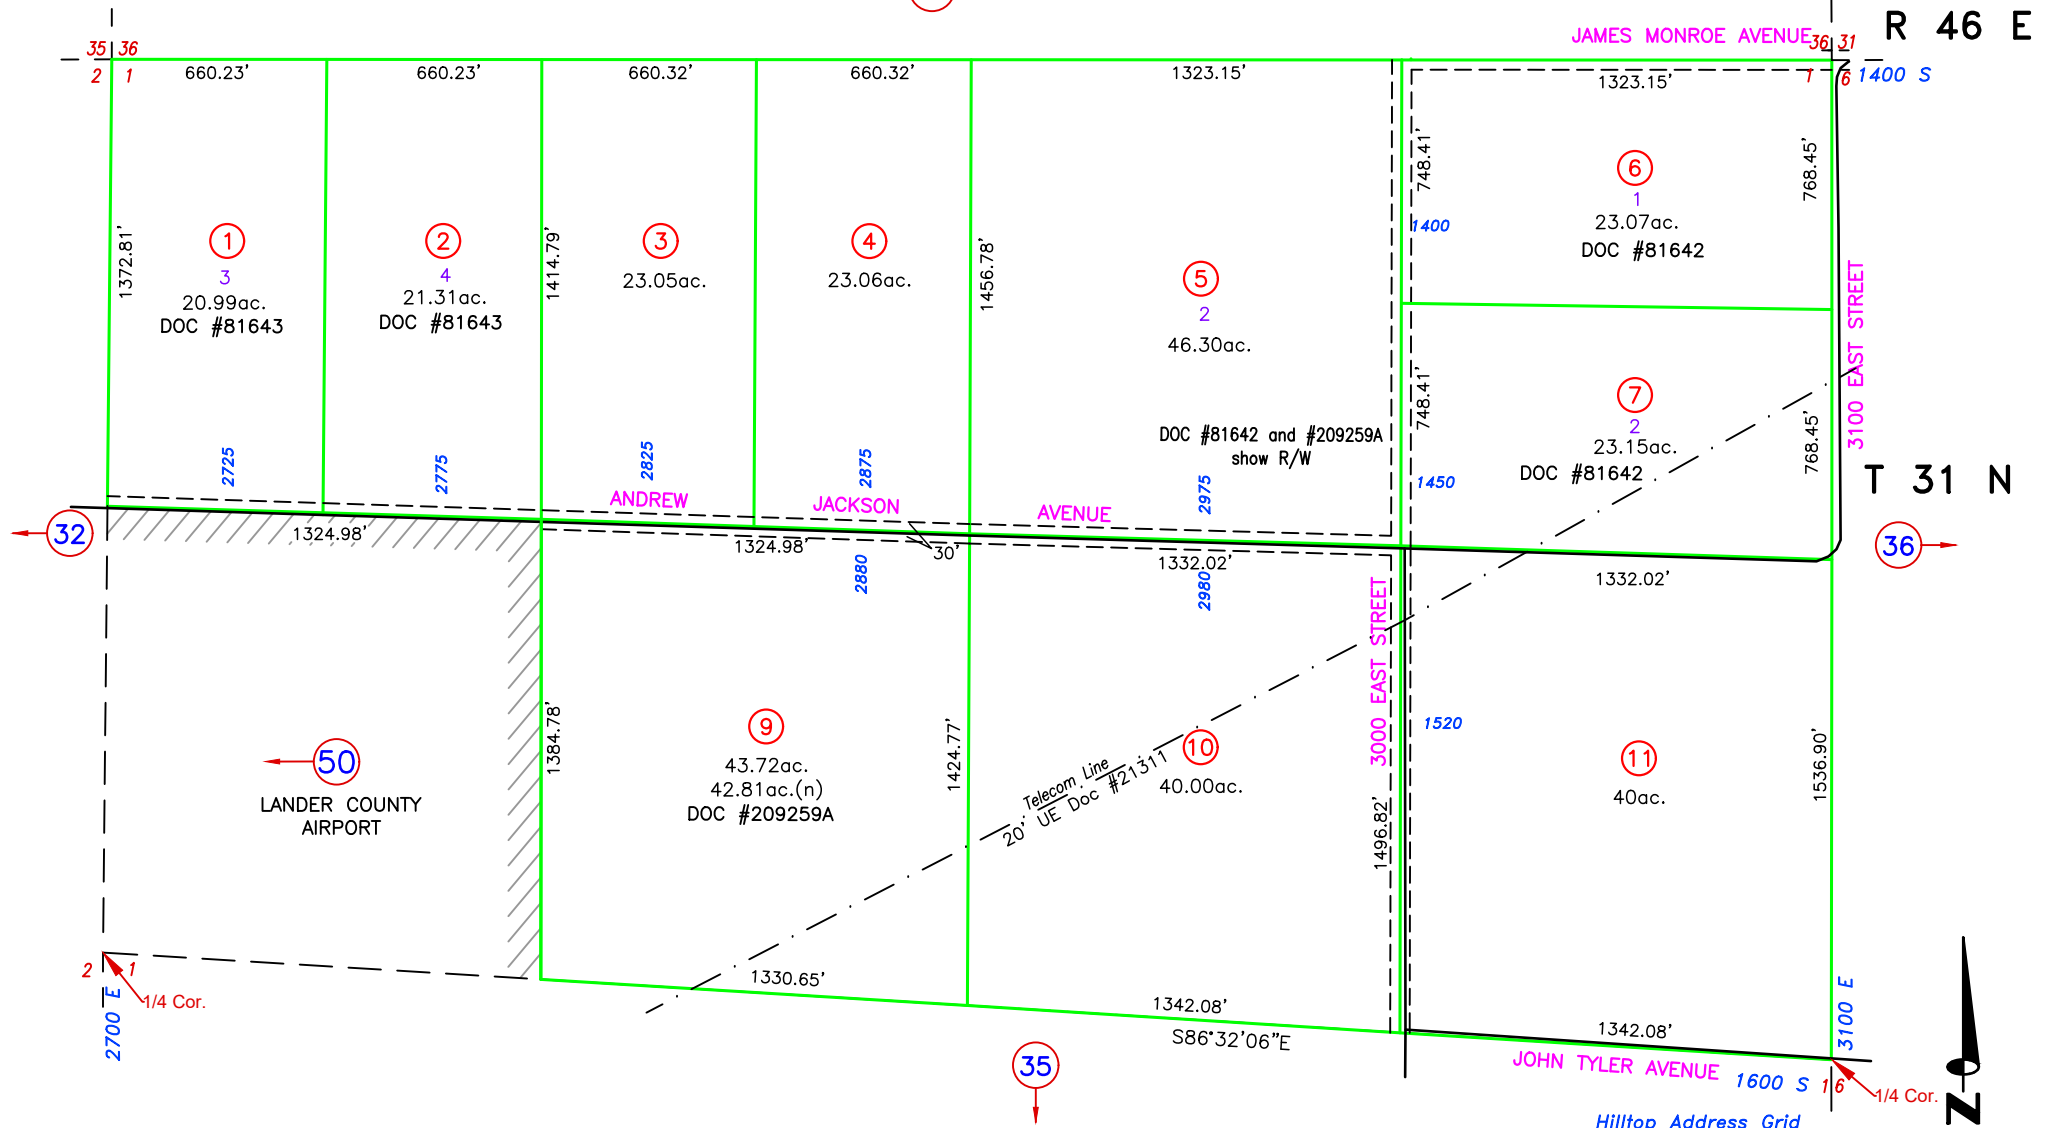 R 46 E
JAMES MONROE AVENUE
35 36
2 1
36 31
1 6
1400 S
660.23'
660.23'
660.32'
660.32'
1323.15'
1323.15'
1372.81'
1414.79'
1456.78'
748.41'
768.45'
1
3
20.99ac.
DOC #81643
2
4
21.31ac.
DOC #81643
3
23.05ac.
4
23.06ac.
5
2
46.30ac.
DOC #81642 and #209259A
show R/W
6
1
23.07ac.
DOC #81642
1400
3100 EAST STREET
748.41'
768.45'
7
2
23.15ac.
DOC #81642
1450
T 31 N
2725
2775
2825
2875
2975
ANDREW JACKSON AVENUE
32
36
1324.98'
1324.98'
30'
1332.02'
1332.02'
2880
2980
3000 EAST STREET
1520
50
LANDER COUNTY
AIRPORT
1384.78'
9
43.72ac.
42.81ac.(n)
DOC #209259A
1424.77'
Telecom Line
20' UE Doc #21311
10
40.00ac.
1496.82'
11
40ac.
1536.90'
2 1
1/4 Cor.
2700 E
1330.65'
1342.08'
S86°32'06"E
1342.08'
3100 E
35
JOHN TYLER AVENUE
1600 S
1 6
1/4 Cor.
N
Hilltop Address Grid